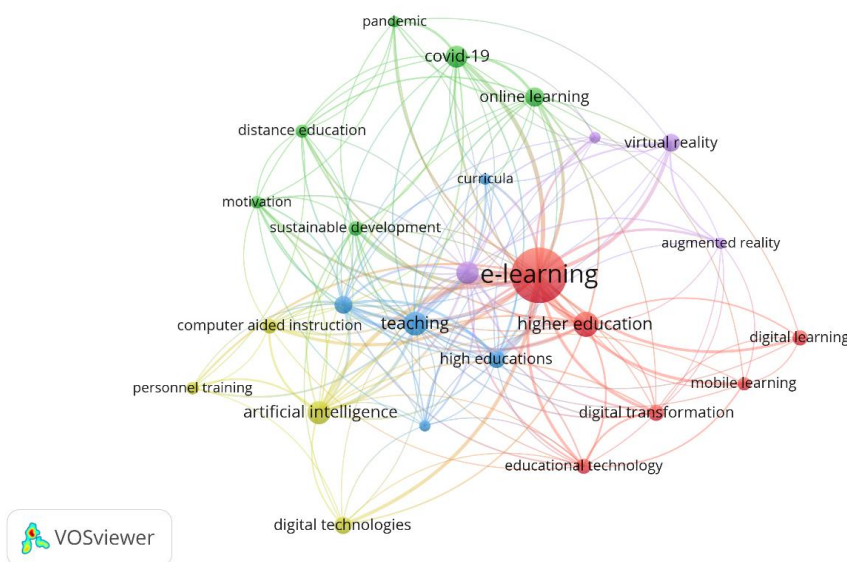 pandemic
covid-19
online learning
distance education
virtual reality
curricula
motivation
sustainable development
augmented reality
e-learning
computer aided instruction
teaching
higher education
digital learning
high educations
personnel training
mobile learning
artificial intelligence
digital transformation
educational technology
digital technologies
VOSviewer